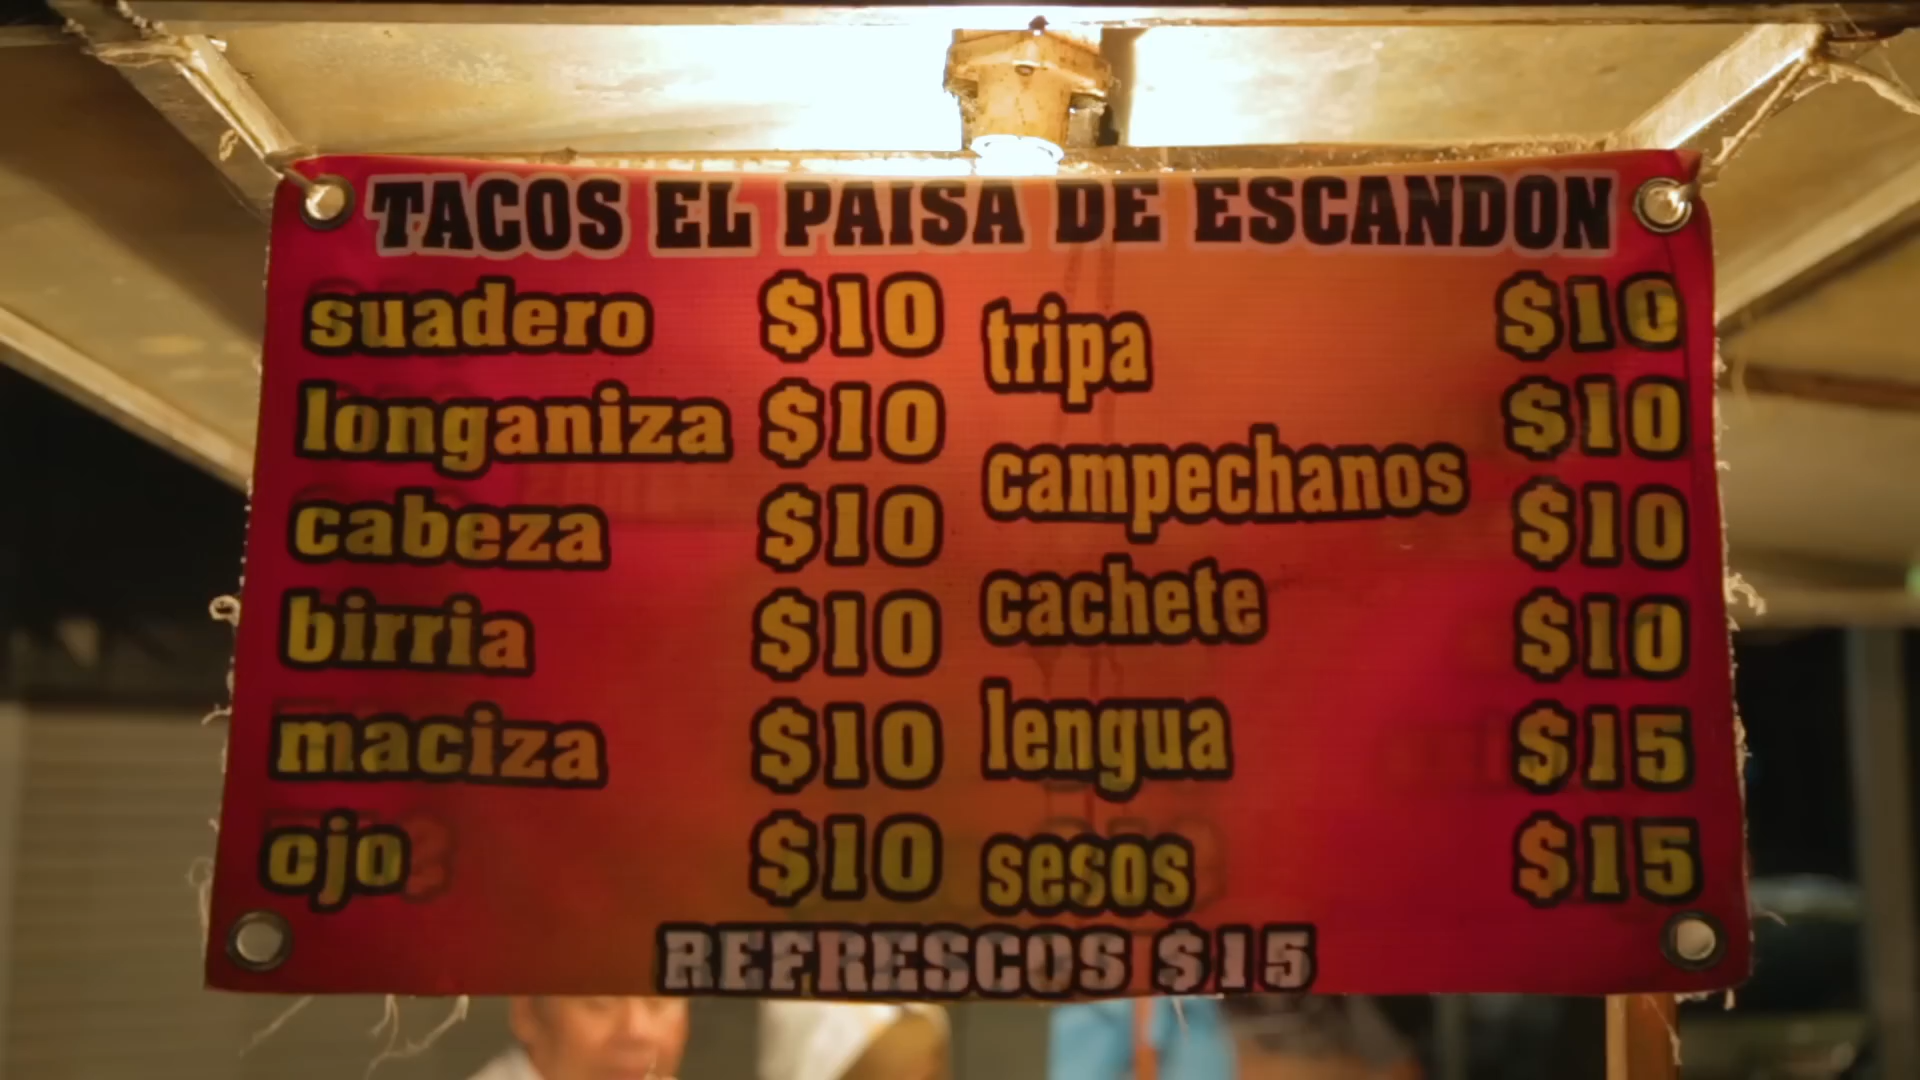 TACOS EL PAISA DE ESCANDON
suadero $10
longaniza $10
cabeza $10
birria $10
maciza $10
ojo $10
tripa
campechanos
cachete
lengua
sesos
$10
$10
$10
$10
$15
$15
REFRESCOS $15